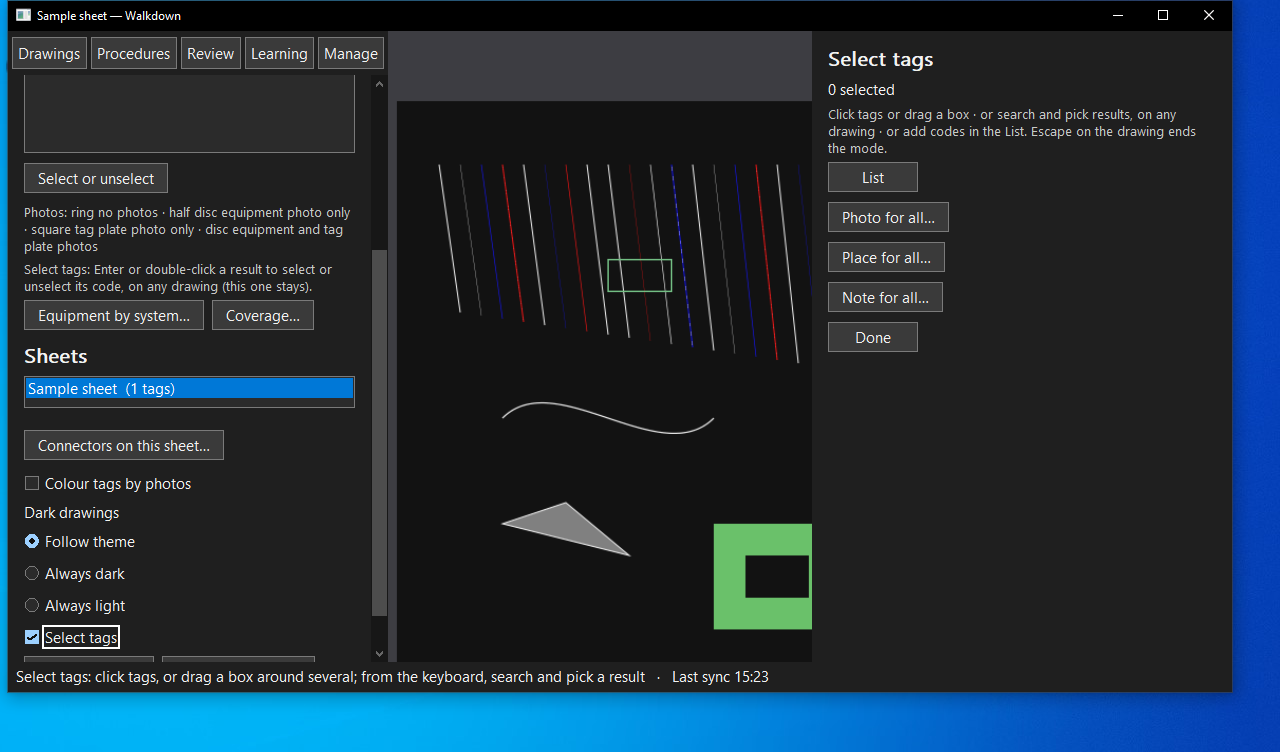 Sample sheet — Walkdown
Drawings
Procedures
Review
Learning
Manage
Select or unselect
Photos: ring no photos · half disc equipment photo only
· square tag plate photo only · disc equipment and tag
plate photos
Select tags: Enter or double-click a result to select or
unselect its code, on any drawing (this one stays).
Equipment by system...
Coverage...
Sheets
Sample sheet (1 tags)
Connectors on this sheet...
Colour tags by photos
Dark drawings
Follow theme
Always dark
Always light
Select tags
Select tags
0 selected
Click tags or drag a box · or search and pick results, on any
drawing · or add codes in the List. Escape on the drawing ends
the mode.
List
Photo for all...
Place for all...
Note for all...
Done
Select tags: click tags, or drag a box around several; from the keyboard, search and pick a result · Last sync 15:23